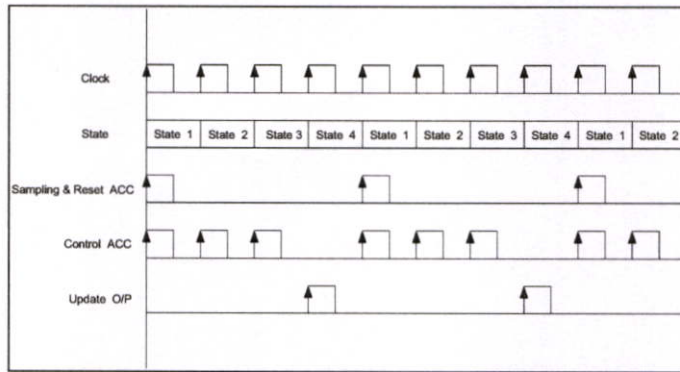 Clock
State State 1 State 2 State 3 State 4 State 1 State 2 State 3 State 4 State 1 State 2
Sampling & Reset ACC
Control ACC
Update O/P